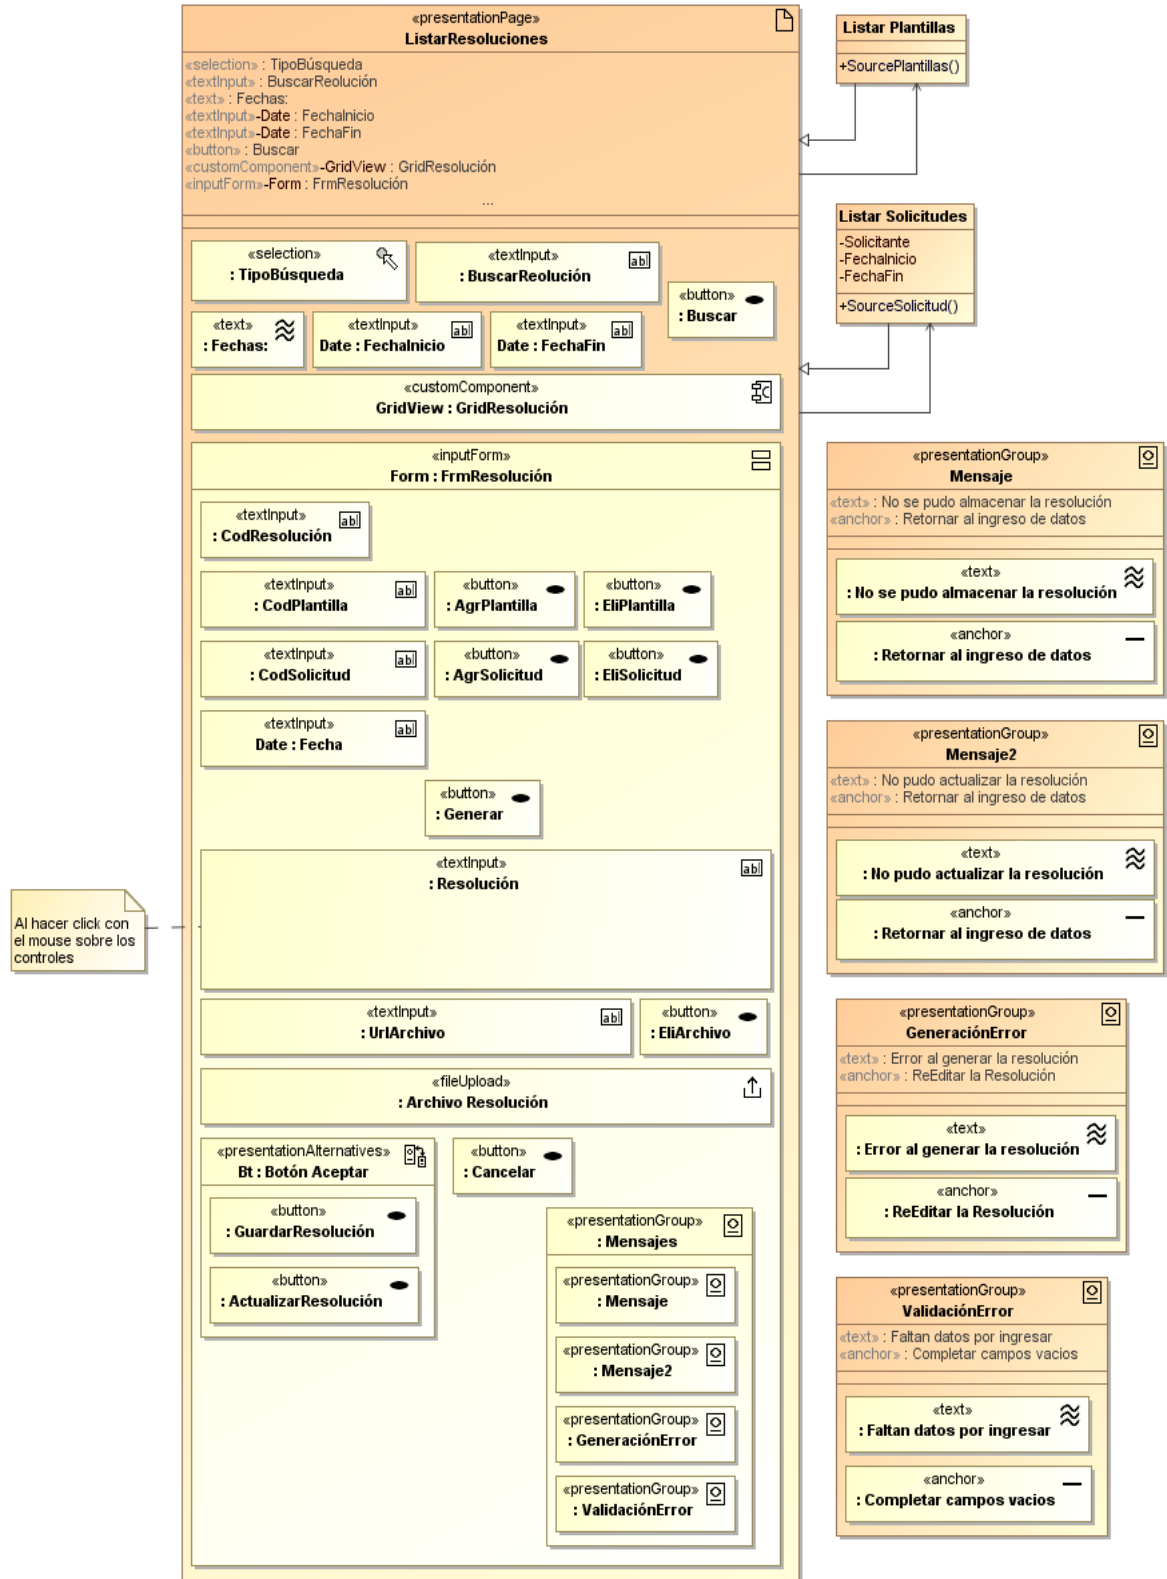 «presentationPage»
ListarResoluciones
«selection» : TipoBúsqueda
«textInput» : BuscarReolución
«text» : Fechas:
«textInput»-Date : FechaInicio
«textInput»-Date : FechaFin
«button» : Buscar
«customComponent»-GridView : GridResolución
«inputForm»-Form : FrmResolución
...
«selection»
: TipoBúsqueda
«textInput»
: BuscarReolución
ab
«button»
: Buscar
«text»
: Fechas:
«textInput»
Date : FechaInicio
ab
«textInput»
Date : FechaFin
ab
«customComponent»
GridView : GridResolución
«inputForm»
Form : FrmResolución
«textInput»
: CodResolución
ab
«textInput»
: CodPlantilla
ab
«button»
: AgrPlantilla
«button»
: EliPlantilla
«textInput»
: CodSolicitud
ab
«button»
: AgrSolicitud
«button»
: EliSolicitud
«textInput»
Date : Fecha
ab
«button»
: Generar
«textInput»
: Resolución
ab
Al hacer click con
el mouse sobre los
controles
«textInput»
: UrlArchivo
ab
«button»
: EliArchivo
«fileUpload»
: Archivo Resolución
«presentationAlternatives»
Bt : Botón Aceptar
«button»
: GuardarResolución
«button»
: ActualizarResolución
«button»
: Cancelar
«presentationGroup»
: Mensajes
«presentationGroup»
: Mensaje
«presentationGroup»
: Mensaje2
«presentationGroup»
: GeneraciónError
«presentationGroup»
: ValidaciónError
Listar Plantillas
+SourcePlantillas()
Listar Solicitudes
-Solicitante
-FechaInicio
-FechaFin
+SourceSolicitud()
«presentationGroup»
Mensaje
«text» : No se pudo almacenar la resolución
«anchor» : Retornar al ingreso de datos
«text»
: No se pudo almacenar la resolución
«anchor»
: Retornar al ingreso de datos
«presentationGroup»
Mensaje2
«text» : No pudo actualizar la resolución
«anchor» : Retornar al ingreso de datos
«text»
: No pudo actualizar la resolución
«anchor»
: Retornar al ingreso de datos
«presentationGroup»
GeneraciónError
«text» : Error al generar la resolución
«anchor» : ReEditar la Resolución
«text»
: Error al generar la resolución
«anchor»
: ReEditar la Resolución
«presentationGroup»
ValidaciónError
«text» : Faltan datos por ingresar
«anchor» : Completar campos vacios
«text»
: Faltan datos por ingresar
«anchor»
: Completar campos vacios